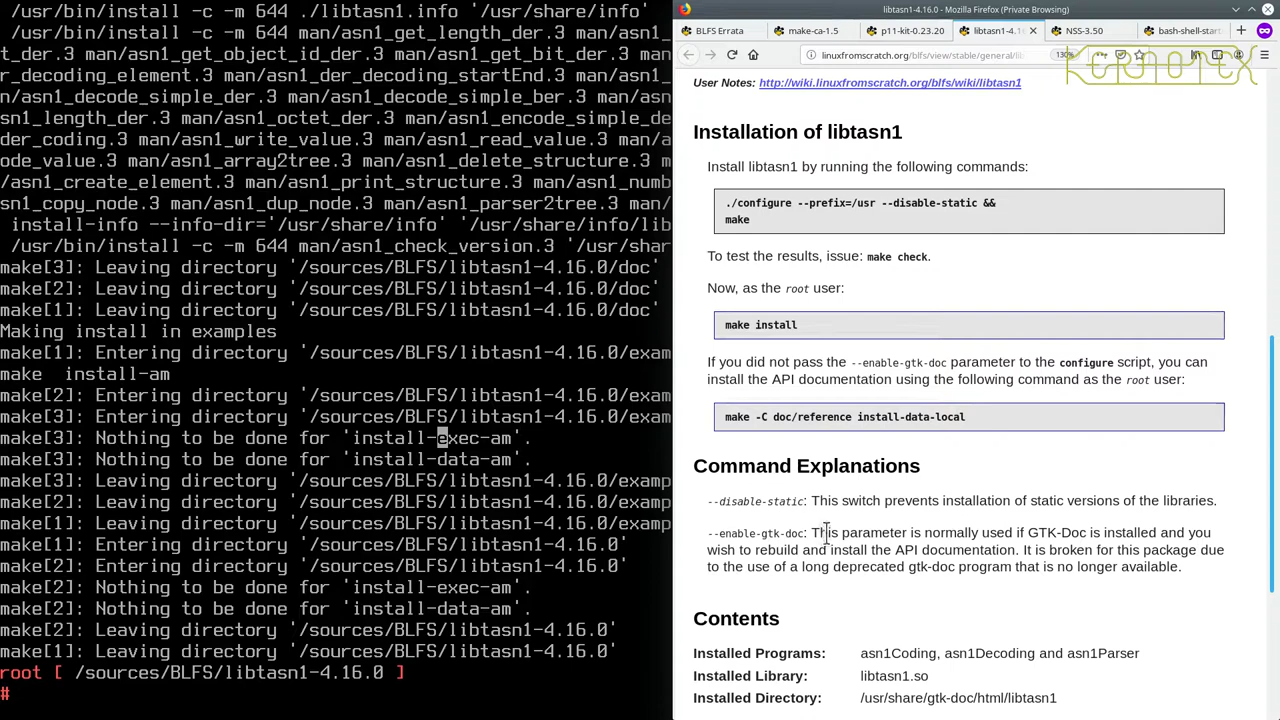 /usr/bin/install -c -m 644 ./libtasn1.info '/usr/share/info'
/usr/bin/install -c -m 644 man/asn1_get_length_der.3 man/as
t_der.3 man/asn1_get_object_id_der.3 man/asn1_get_bit_der.3
r_decoding_element.3 man/asn1_der_decoding_startEnd.3 man/a
n/asn1_decode_simple_der.3 man/asn1_decode_simple_ber.3 man
sn1_length_der.3 man/asn1_octet_der.3 man/asn1_encode_simple_de
der_coding.3 man/asn1_write_value.3 man/asn1_read_value.3 ma
ode_value.3 man/asn1_array2tree.3 man/asn1_delete_structure.3 m
/asn1_create_element.3 man/asn1_print_structure.3 man/asn1_numb
sn1_copy_node.3 man/asn1_dup_node.3 man/asn1_parser2tree.3 man/
install-info --info-dir='/usr/share/info' '/usr/share/info/lib
/usr/bin/install -c -m 644 man/asn1_check_version.3 '/usr/shar
make[3]: Leaving directory '/sources/BLFS/libtasn1-4.16.0/doc'
make[2]: Leaving directory '/sources/BLFS/libtasn1-4.16.0/doc'
make[1]: Leaving directory '/sources/BLFS/libtasn1-4.16.0/doc'
Making install in examples
make[1]: Entering directory '/sources/BLFS/libtasn1-4.16.0/exam
make  install-am
make[2]: Entering directory '/sources/BLFS/libtasn1-4.16.0/exam
make[3]: Entering directory '/sources/BLFS/libtasn1-4.16.0/exam
make[3]: Nothing to be done for 'install-exec-am'.
make[3]: Nothing to be done for 'install-data-am'.
make[3]: Leaving directory '/sources/BLFS/libtasn1-4.16.0/examp
make[2]: Leaving directory '/sources/BLFS/libtasn1-4.16.0/examp
make[1]: Leaving directory '/sources/BLFS/libtasn1-4.16.0/examp
make[1]: Entering directory '/sources/BLFS/libtasn1-4.16.0'
make[2]: Entering directory '/sources/BLFS/libtasn1-4.16.0'
make[2]: Nothing to be done for 'install-exec-am'.
make[2]: Nothing to be done for 'install-data-am'.
make[2]: Leaving directory '/sources/BLFS/libtasn1-4.16.0'
make[1]: Leaving directory '/sources/BLFS/libtasn1-4.16.0'
root [ /sources/BLFS/libtasn1-4.16.0 ]
#
libtasn1-4.16.0 - Mozilla Firefox (Private Browsing)
BLFS Errata make-ca-1.5 p11-kit-0.23.20 libtasn1-4.16 NSS-3.50 bash-shell-start
linuxfromscratch.org/blfs/view/stable/general/lib 130%
User Notes: http://wiki.linuxfromscratch.org/blfs/wiki/libtasn1
Installation of libtasn1
Install libtasn1 by running the following commands:
./configure --prefix=/usr --disable-static &&
make
To test the results, issue: make check.
Now, as the root user:
make install
If you did not pass the --enable-gtk-doc parameter to the configure script, you can
install the API documentation using the following command as the root user:
make -C doc/reference install-data-local
Command Explanations
--disable-static: This switch prevents installation of static versions of the libraries.
--enable-gtk-doc: This parameter is normally used if GTK-Doc is installed and you
wish to rebuild and install the API documentation. It is broken for this package due
to the use of a long deprecated gtk-doc program that is no longer available.
Contents
Installed Programs: asn1Coding, asn1Decoding and asn1Parser
Installed Library: libtasn1.so
Installed Directory: /usr/share/gtk-doc/html/libtasn1